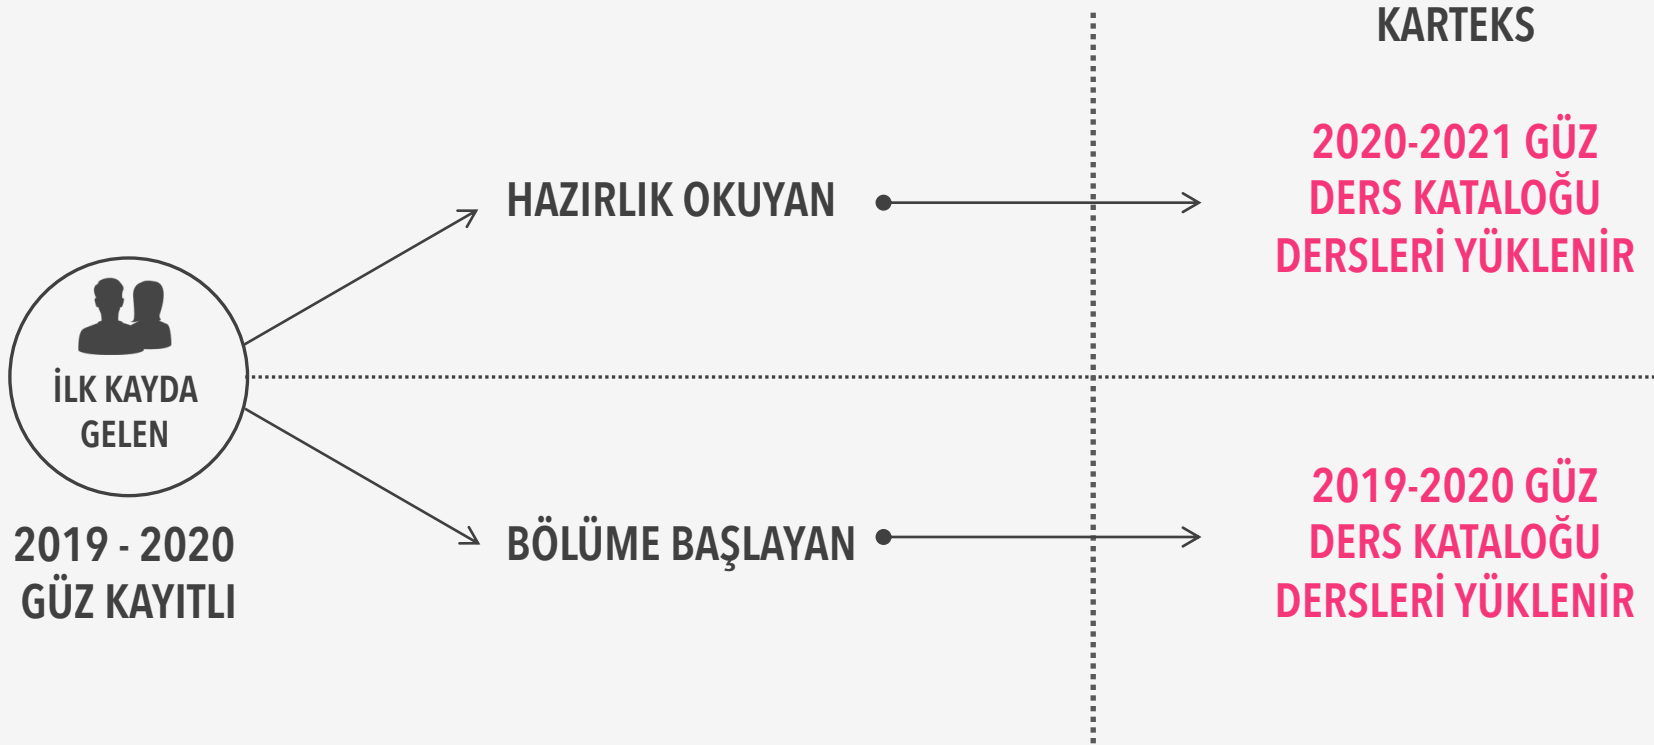 KARTEKS
İLK KAYDA
GELEN
2019 - 2020
GÜZ KAYITLI
HAZIRLIK OKUYAN
2020-2021 GÜZ
DERS KATALOĞU
DERSLERİ YÜKLENİR
BÖLÜME BAŞLAYAN
2019-2020 GÜZ
DERS KATALOĞU
DERSLERİ YÜKLENİR